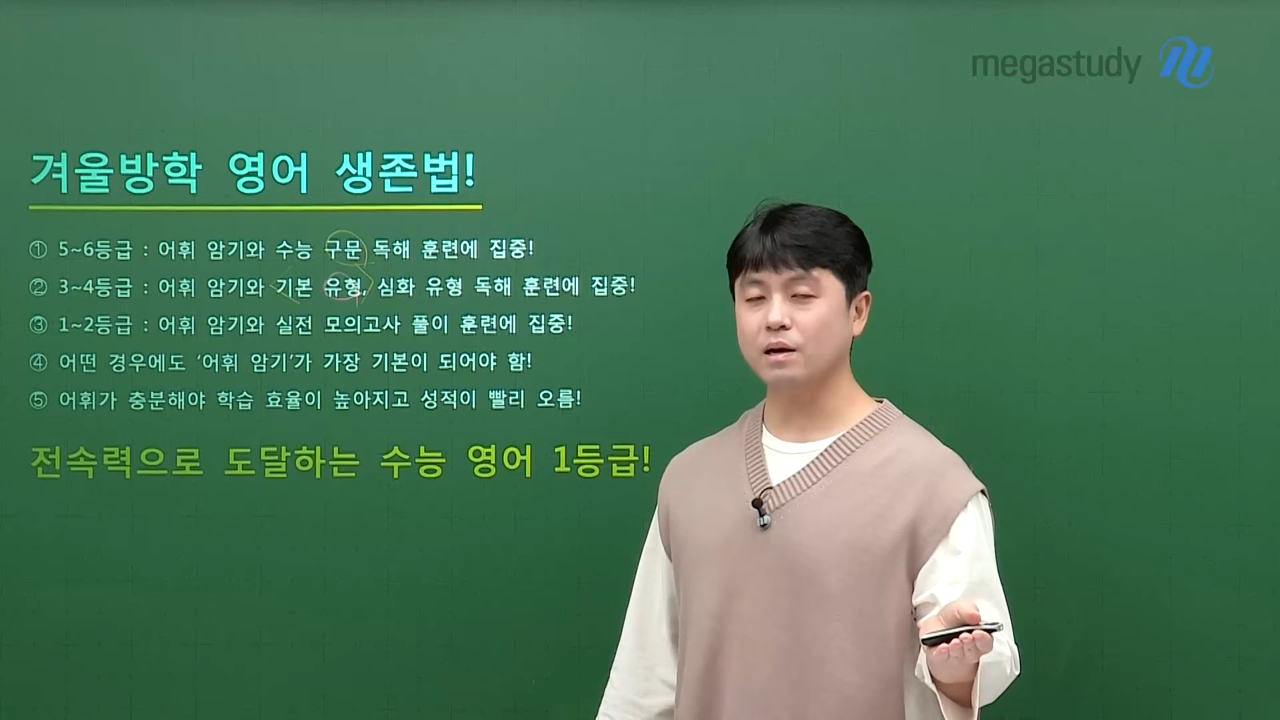 megastudy
겨울방학 영어 생존법!
① 5~6등급 : 어휘 암기와 수능 구문 독해 훈련에 집중!
② 3~4등급 : 어휘 암기와 기본 유형, 심화 유형 독해 훈련에 집중!
③ 1~2등급 : 어휘 암기와 실전 모의고사 풀이 훈련에 집중!
④ 어떤 경우에도 ‘어휘 암기’가 가장 기본이 되어야 함!
⑤ 어휘가 충분해야 학습 효율이 높아지고 성적이 빨리 오름!
전속력으로 도달하는 수능 영어 1등급!